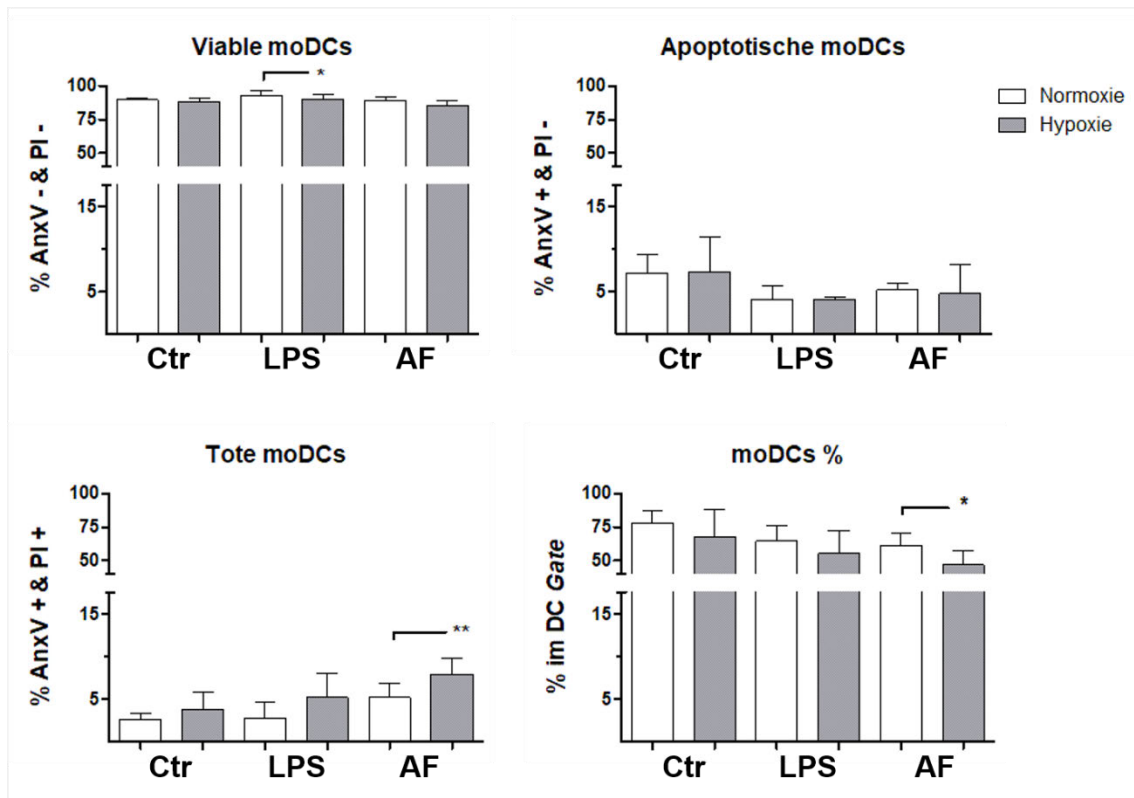 Viable moDCs
% AnxV - & PI -
100
75
50
15
5
*
Ctr LPS AF
Apoptotische moDCs
% AnxV + & PI -
100
75
50
15
5
Ctr LPS AF
Normoxie
Hypoxie
Tote moDCs
% AnxV + & PI +
100
75
50
15
5
**
Ctr LPS AF
moDCs %
% im DC Gate
100
75
50
15
5
*
Ctr LPS AF